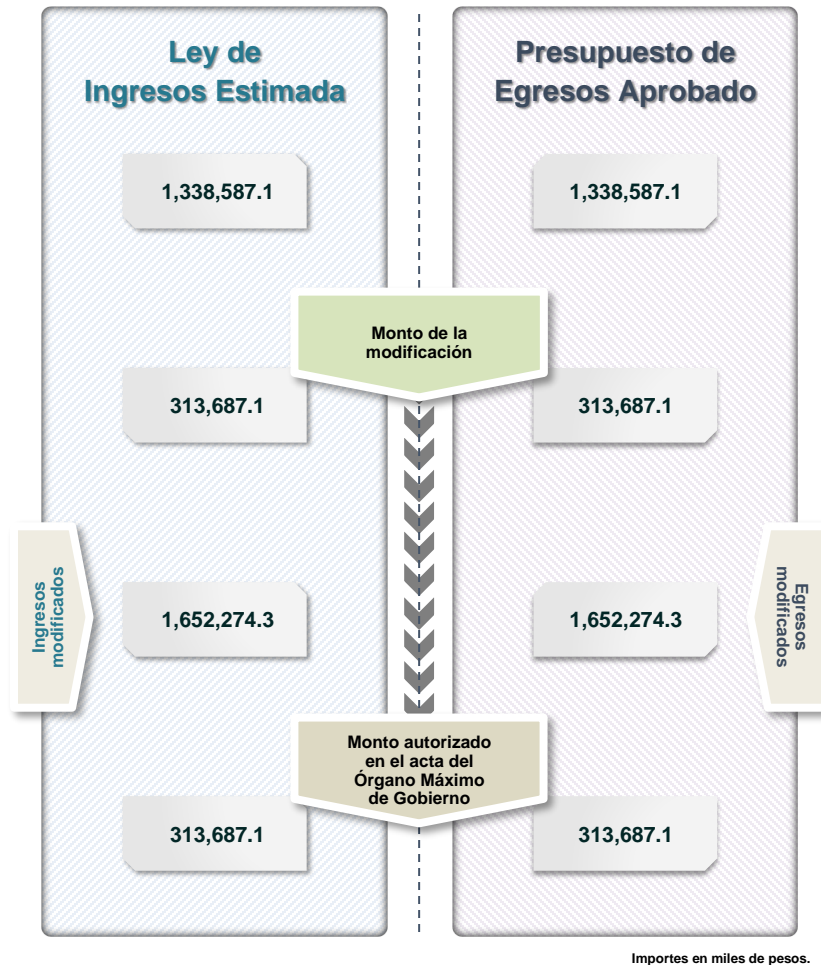 Ley de
Ingresos Estimada
Presupuesto de
Egresos Aprobado
1,338,587.1
1,338,587.1
Monto de la
modificación
313,687.1
313,687.1
Ingresos
modificados
1,652,274.3
1,652,274.3
Egresos
modificados
Monto autorizado
en el acta del
Órgano Máximo
de Gobierno
313,687.1
313,687.1
Importes en miles de pesos.